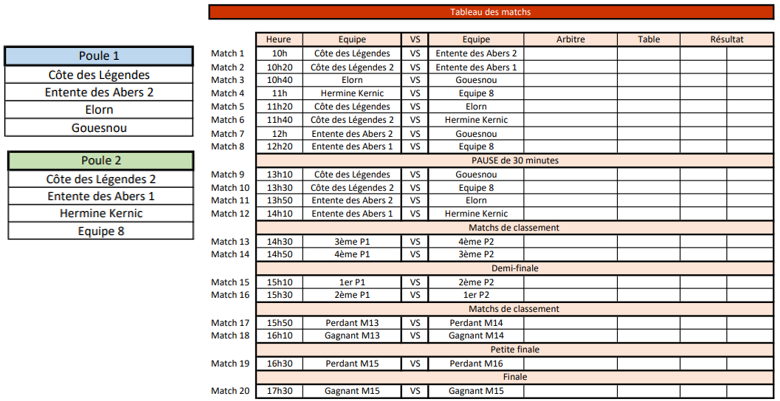 Tableau des matchs
Poule 1
Côte des Légendes
Entente des Abers 2
Elorn
Gouesnou
Poule 2
Côte des Légendes 2
Entente des Abers 1
Hermine Kernic
Equipe 8
Heure Equipe VS Equipe Arbitre Table Résultat
Match 1 10h Côte des Légendes VS Entente des Abers 2
Match 2 10h20 Côte des Légendes 2 VS Entente des Abers 1
Match 3 10h40 Elorn VS Gouesnou
Match 4 11h Hermine Kernic VS Equipe 8
Match 5 11h20 Côte des Légendes VS Elorn
Match 6 11h40 Côte des Légendes 2 VS Hermine Kernic
Match 7 12h Entente des Abers 2 VS Gouesnou
Match 8 12h20 Entente des Abers 1 VS Equipe 8
PAUSE de 30 minutes
Match 9 13h10 Côte des Légendes VS Gouesnou
Match 10 13h30 Côte des Légendes 2 VS Equipe 8
Match 11 13h50 Entente des Abers 2 VS Elorn
Match 12 14h10 Entente des Abers 1 VS Hermine Kernic
Matchs de classement
Match 13 14h30 3ème P1 VS 4ème P2
Match 14 14h50 4ème P1 VS 3ème P2
Demi-finale
Match 15 15h10 1er P1 VS 2ème P2
Match 16 15h30 2ème P1 VS 1er P2
Matchs de classement
Match 17 15h50 Perdant M13 VS Perdant M14
Match 18 16h10 Gagnant M13 VS Gagnant M14
Petite finale
Match 19 16h30 Perdant M15 VS Perdant M16
Finale
Match 20 17h30 Gagnant M15 VS Gagnant M15